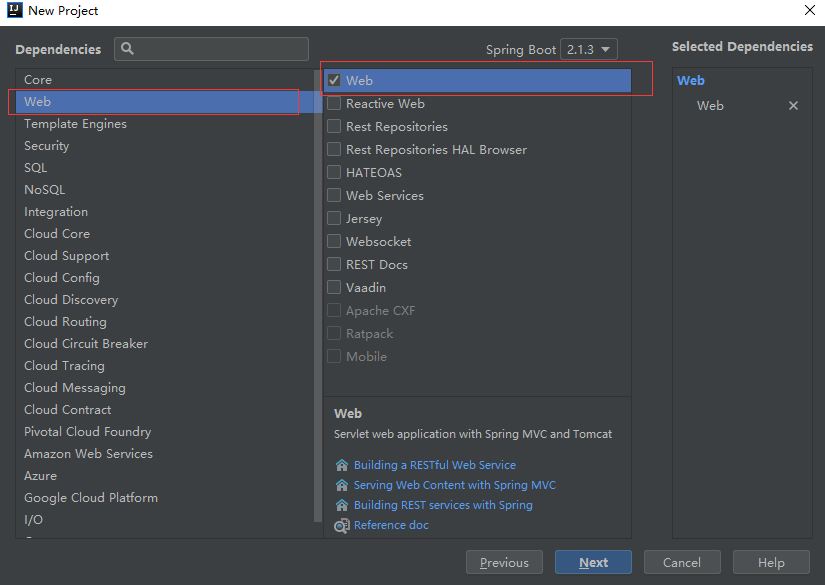 New Project
Dependencies
Spring Boot 2.1.3
Selected Dependencies
Core
Web
Template Engines
Security
SQL
NoSQL
Integration
Cloud Core
Cloud Support
Cloud Config
Cloud Discovery
Cloud Routing
Cloud Circuit Breaker
Cloud Tracing
Cloud Messaging
Cloud Contract
Pivotal Cloud Foundry
Amazon Web Services
Azure
Google Cloud Platform
I/O
Web
Reactive Web
Rest Repositories
Rest Repositories HAL Browser
HATEOAS
Web Services
Jersey
Websocket
REST Docs
Vaadin
Apache CXF
Ratpack
Mobile
Web
Servlet web application with Spring MVC and Tomcat
Building a RESTful Web Service
Serving Web Content with Spring MVC
Building REST services with Spring
Reference doc
Web
Web
Previous
Next
Cancel
Help